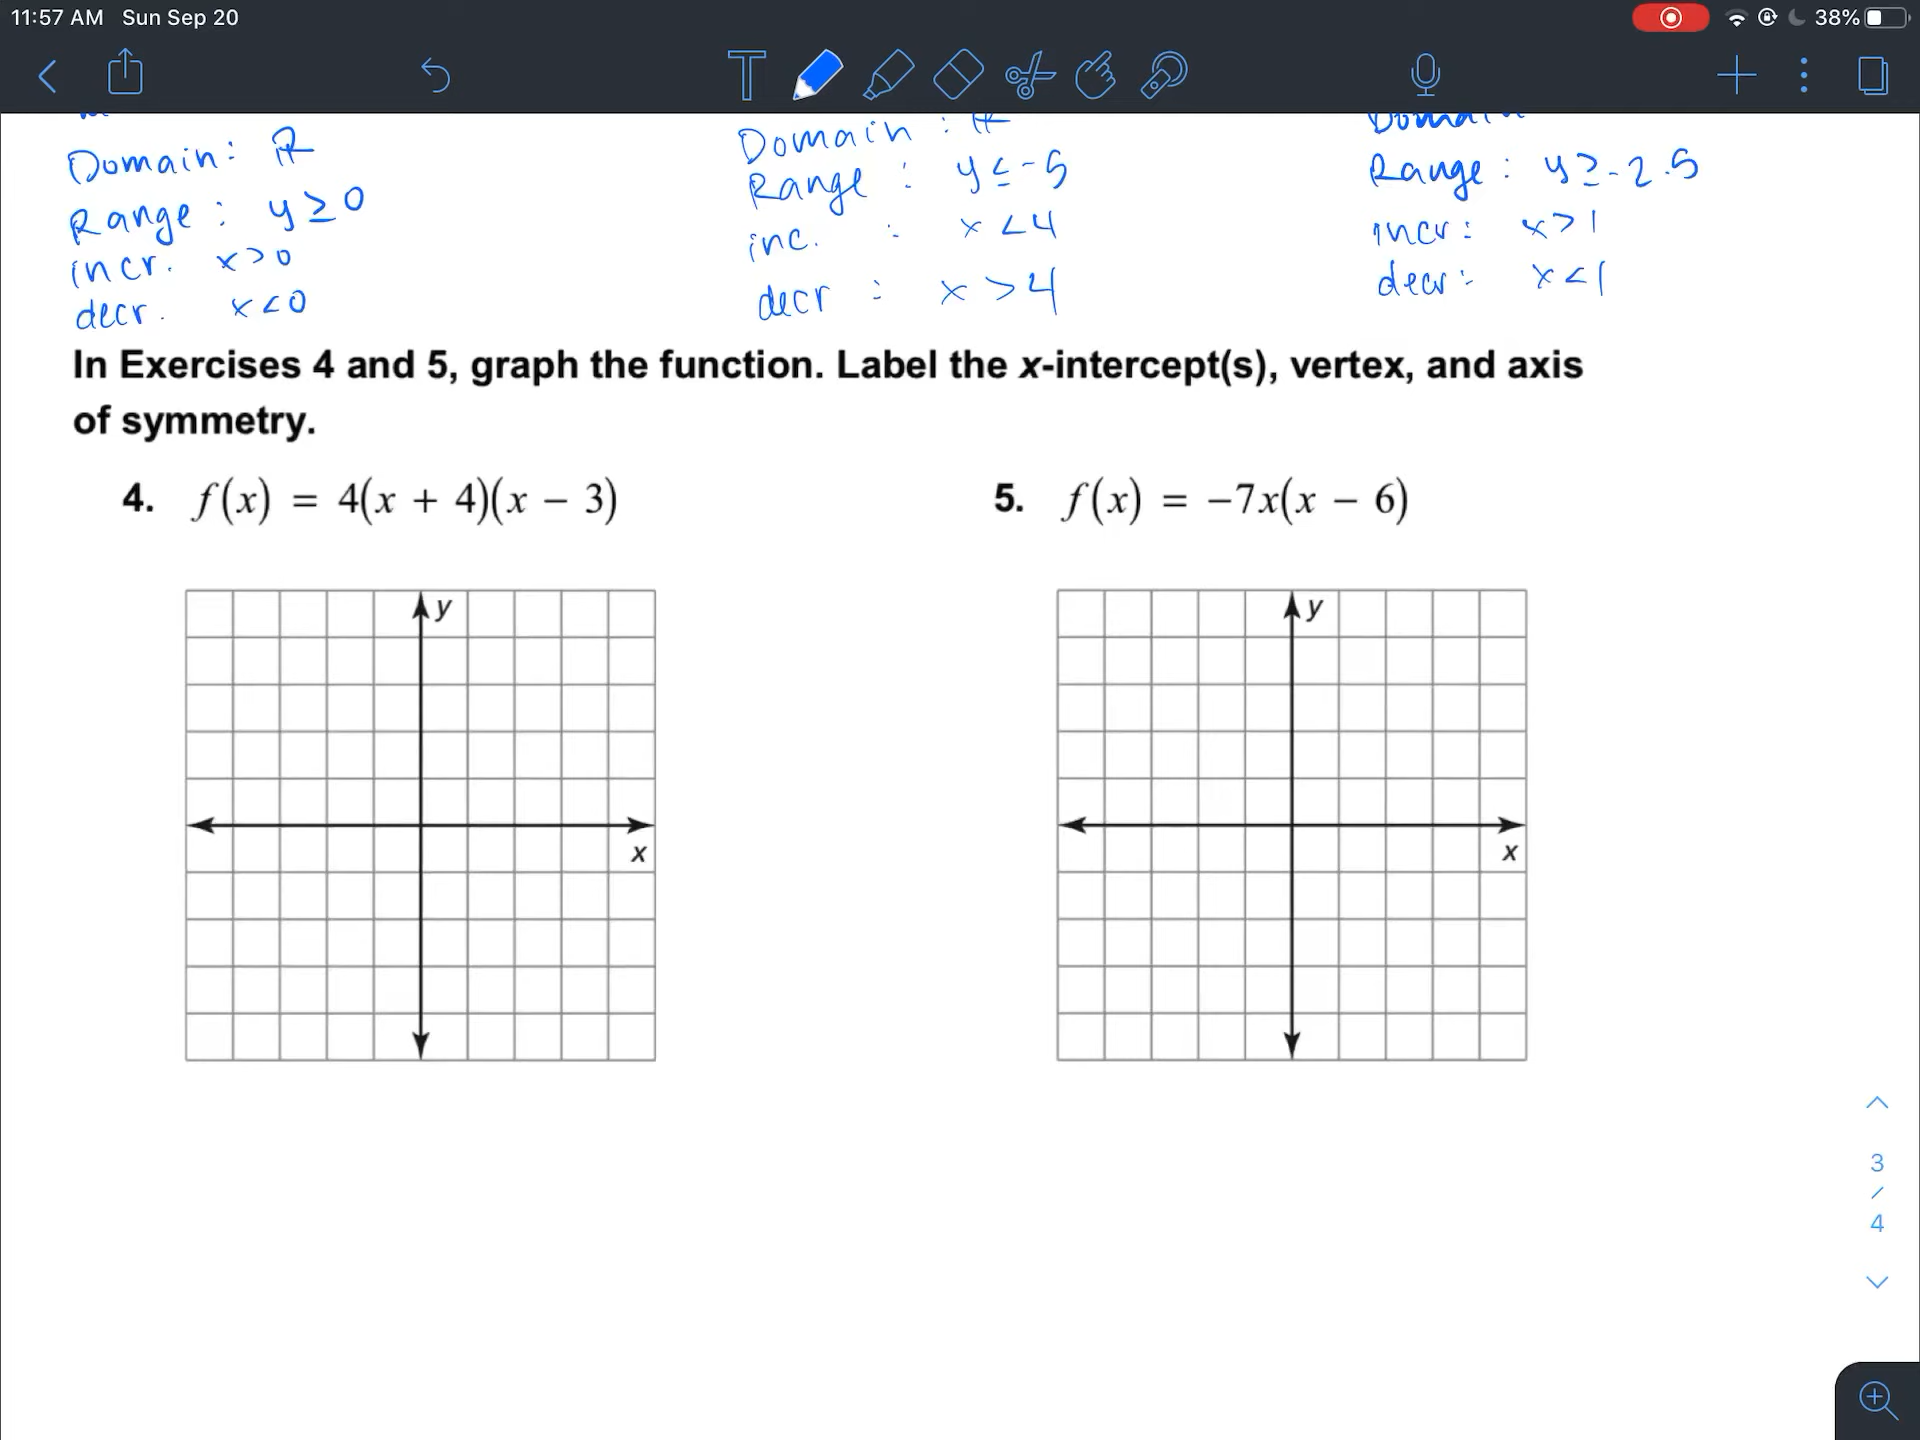 11:57 AM Sun Sep 20
38%
T
Domain: ℝ
Range: y ≥ 0
incr. x>0
decr. x<0
Domain: ℝ
Range: y ≤ -5
inc. : x < 4
decr : x > 4
Domain
Range: y ≥ -2.5
incr: x > 1
decr: x < 1
In Exercises 4 and 5, graph the function. Label the x-intercept(s), vertex, and axis
of symmetry.
4. f(x) = 4(x + 4)(x − 3)
5. f(x) = −7x(x − 6)
y
x
y
x
3
/
4